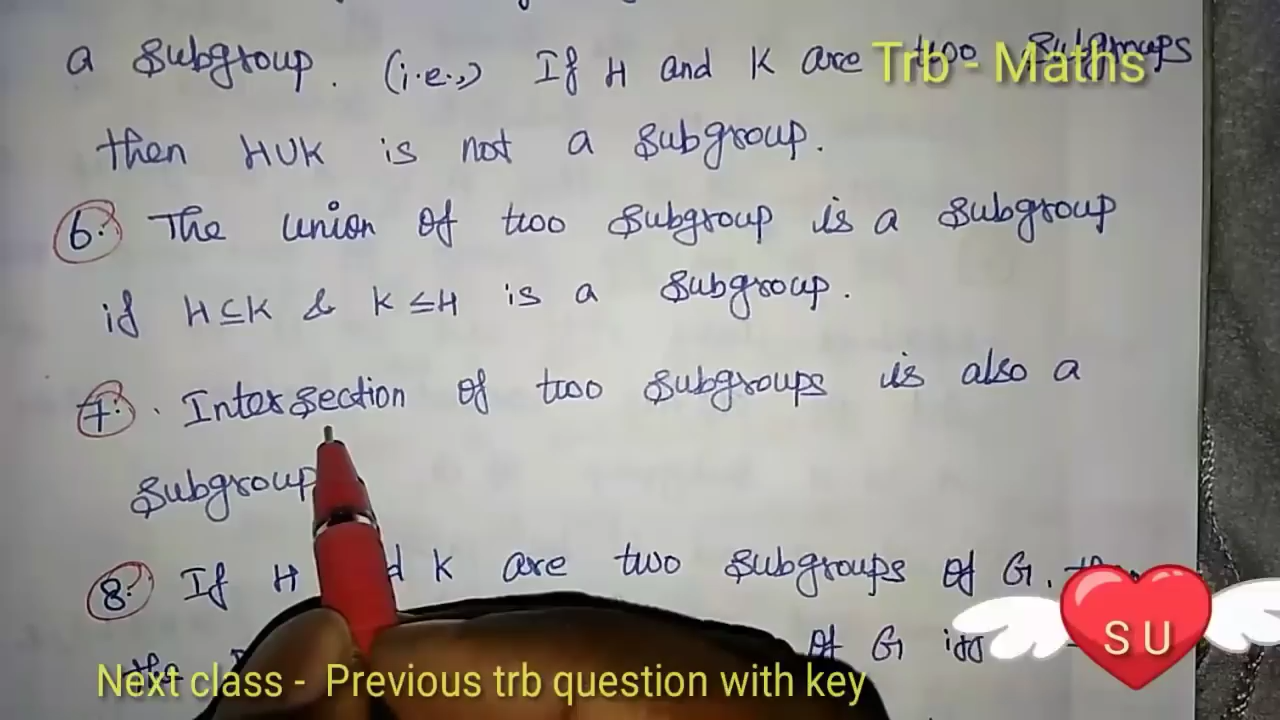 a subgroup. (i.e.,) If H and K are two subgroups
Trb - Maths
then H∪K is not a subgroup.
6. The union of two subgroup is a subgroup
if H⊆K & K≤H is a subgroup.
7. Intersection of two subgroups is also a
subgroup
8. If H K are two subgroups of G.
of G
S U
Next class - Previous trb question with key